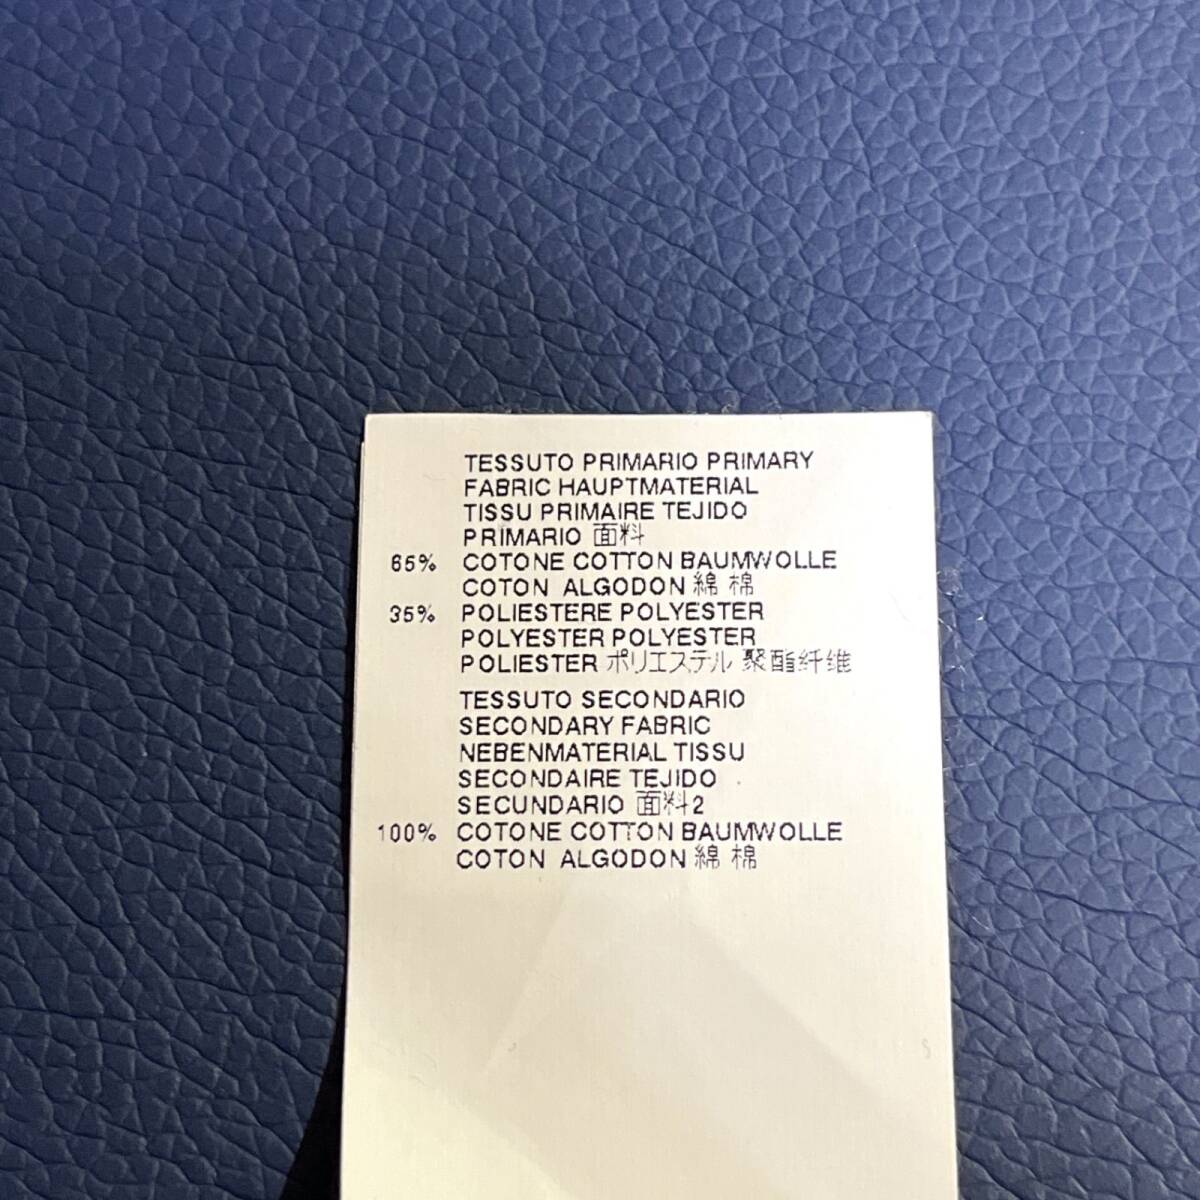 TESSUTO PRIMARIO PRIMARY
FABRIC HAUPTMATERIAL
TISSU PRIMAIRE TEJIDO
PRIMARIO 面料
65% COTONE COTTON BAUMWOLLE
COTON ALGODON 綿 棉
35% POLIESTERE POLYESTER
POLYESTER POLYESTER
POLIESTER ポリエステル 聚酯纤维
TESSUTO SECONDARIO
SECONDARY FABRIC
NEBENMATERIAL TISSU
SECONDAIRE TEJIDO
SECUNDARIO 面料2
100% COTONE COTTON BAUMWOLLE
COTON ALGODON 綿 棉